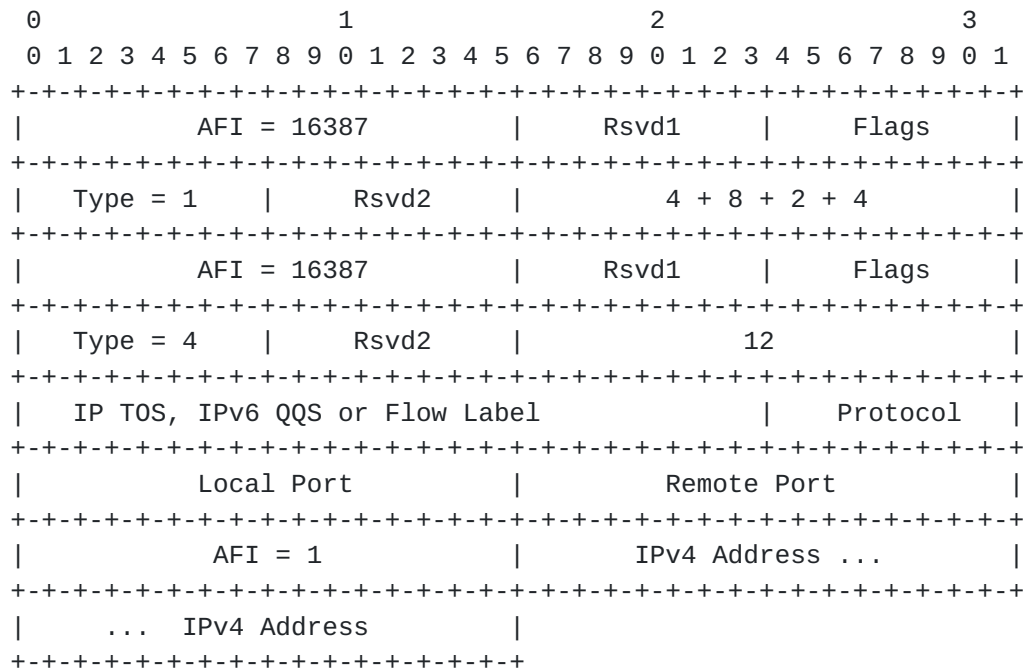 0                   1                   2                   3
 0 1 2 3 4 5 6 7 8 9 0 1 2 3 4 5 6 7 8 9 0 1 2 3 4 5 6 7 8 9 0 1
+-+-+-+-+-+-+-+-+-+-+-+-+-+-+-+-+-+-+-+-+-+-+-+-+-+-+-+-+-+-+-+-+
|           AFI = 16387         |     Rsvd1     |     Flags     |
+-+-+-+-+-+-+-+-+-+-+-+-+-+-+-+-+-+-+-+-+-+-+-+-+-+-+-+-+-+-+-+-+
|   Type = 1    |     Rsvd2     |         4 + 8 + 2 + 4         |
+-+-+-+-+-+-+-+-+-+-+-+-+-+-+-+-+-+-+-+-+-+-+-+-+-+-+-+-+-+-+-+-+
|           AFI = 16387         |     Rsvd1     |     Flags     |
+-+-+-+-+-+-+-+-+-+-+-+-+-+-+-+-+-+-+-+-+-+-+-+-+-+-+-+-+-+-+-+-+
|   Type = 4    |     Rsvd2     |              12               |
+-+-+-+-+-+-+-+-+-+-+-+-+-+-+-+-+-+-+-+-+-+-+-+-+-+-+-+-+-+-+-+-+
|   IP TOS, IPv6 QQS or Flow Label              |    Protocol   |
+-+-+-+-+-+-+-+-+-+-+-+-+-+-+-+-+-+-+-+-+-+-+-+-+-+-+-+-+-+-+-+-+
|           Local Port          |         Remote Port           |
+-+-+-+-+-+-+-+-+-+-+-+-+-+-+-+-+-+-+-+-+-+-+-+-+-+-+-+-+-+-+-+-+
|            AFI = 1            |       IPv4 Address ...        |
+-+-+-+-+-+-+-+-+-+-+-+-+-+-+-+-+-+-+-+-+-+-+-+-+-+-+-+-+-+-+-+-+
|     ...  IPv4 Address         |
+-+-+-+-+-+-+-+-+-+-+-+-+-+-+-+-+